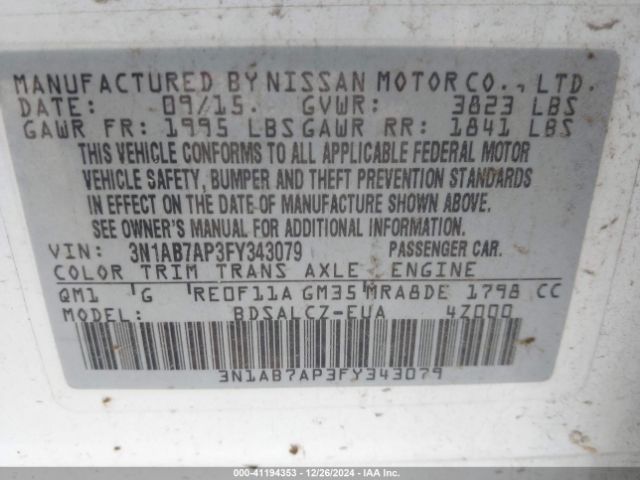 MANUFACTURED BY NISSAN MOTOR CO., LTD.
DATE: 09/15. GVWR: 3823 LBS
GAWR FR: 1995 LBS GAWR RR: 1841 LBS
THIS VEHICLE CONFORMS TO ALL APPLICABLE FEDERAL MOTOR
VEHICLE SAFETY, BUMPER AND THEFT PREVENTION STANDARDS
IN EFFECT ON THE DATE OF MANUFACTURE SHOWN ABOVE.
SEE OWNER'S MANUAL FOR ADDITIONAL INFORMATION.
VIN: 3N1AB7AP3FY343079 PASSENGER CAR.
COLOR TRIM TRANS AXLE ENGINE
QM1 G RE0F11A GM35 MRA8DE 1798 CC
MODEL: BDSALCZ-EUA 4Z000
3N1AB7AP3FY343079
000-41194353 - 12/26/2024 - IAA Inc.